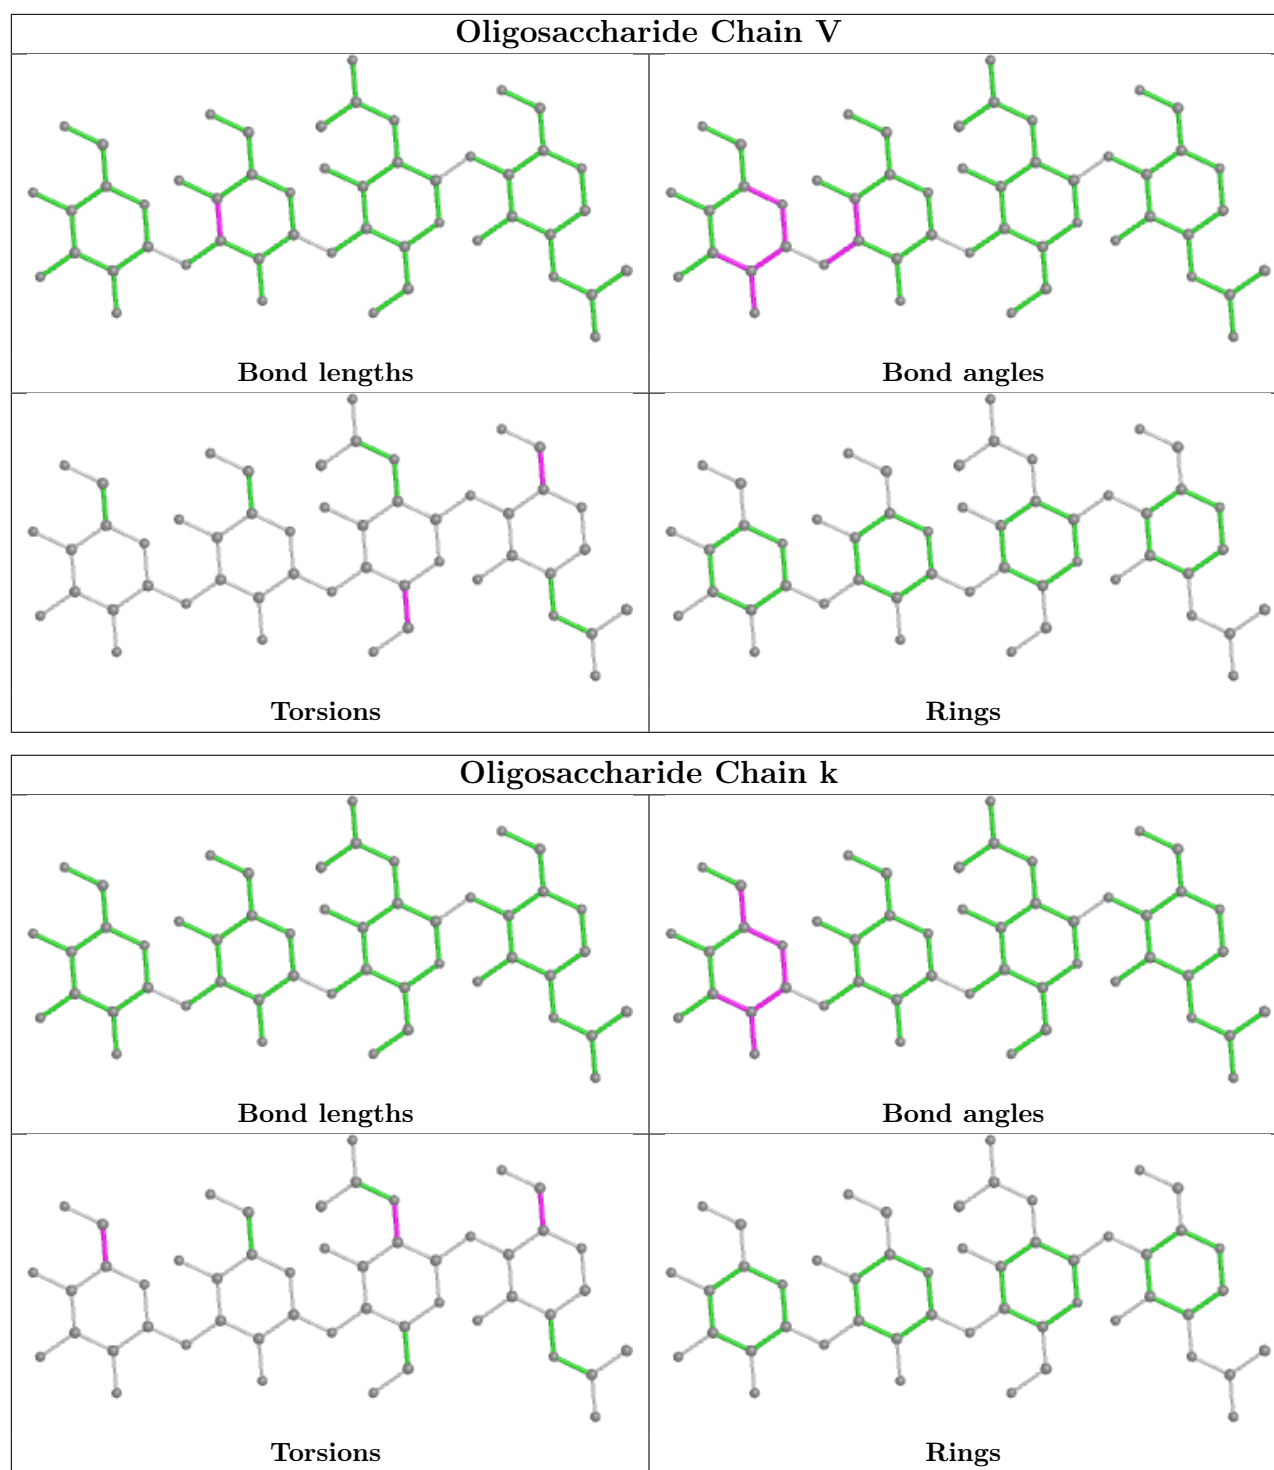 Oligosaccharide Chain V
Bond lengths
Bond angles
Torsions
Rings
Oligosaccharide Chain k
Bond lengths
Bond angles
Torsions
Rings